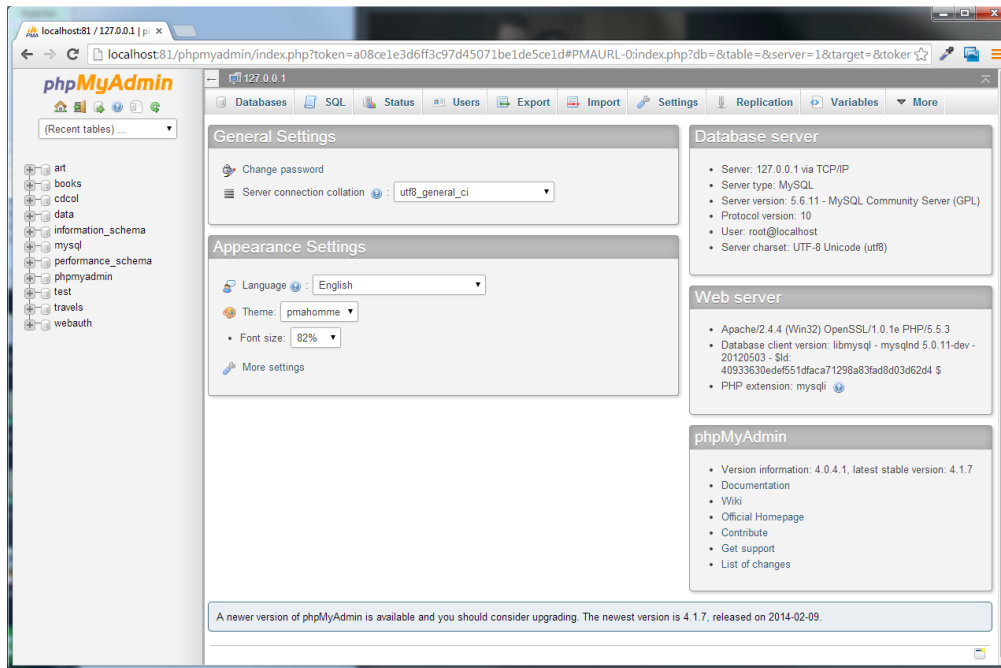 localhost:81 / 127.0.0.1 | pl
localhost:81/phpmyadmin/index.php?token=a08ce1e3d6ff3c97d45071be1de5ce1d#PMAURL-0:index.php?db=&table=&server=1&target=&token
phpMyAdmin
(Recent tables) ...
art
books
cdcol
data
information_schema
mysql
performance_schema
phpmyadmin
test
travels
webauth
127.0.0.1
Databases SQL Status Users Export Import Settings Replication Variables More
General Settings
Change password
Server connection collation : utf8_general_ci
Appearance Settings
Language : English
Theme: pmahomme
Font size: 82%
More settings
Database server
Server: 127.0.0.1 via TCP/IP
Server type: MySQL
Server version: 5.6.11 - MySQL Community Server (GPL)
Protocol version: 10
User: root@localhost
Server charset: UTF-8 Unicode (utf8)
Web server
Apache/2.4.4 (Win32) OpenSSL/1.0.1e PHP/5.5.3
Database client version: libmysql - mysqlnd 5.0.11-dev -
20120503 - $Id:
40933630edef551dfaca71298a83fad8d03d62d4 $
PHP extension: mysqli
phpMyAdmin
Version information: 4.0.4.1, latest stable version: 4.1.7
Documentation
Wiki
Official Homepage
Contribute
Get support
List of changes
A newer version of phpMyAdmin is available and you should consider upgrading. The newest version is 4.1.7, released on 2014-02-09.